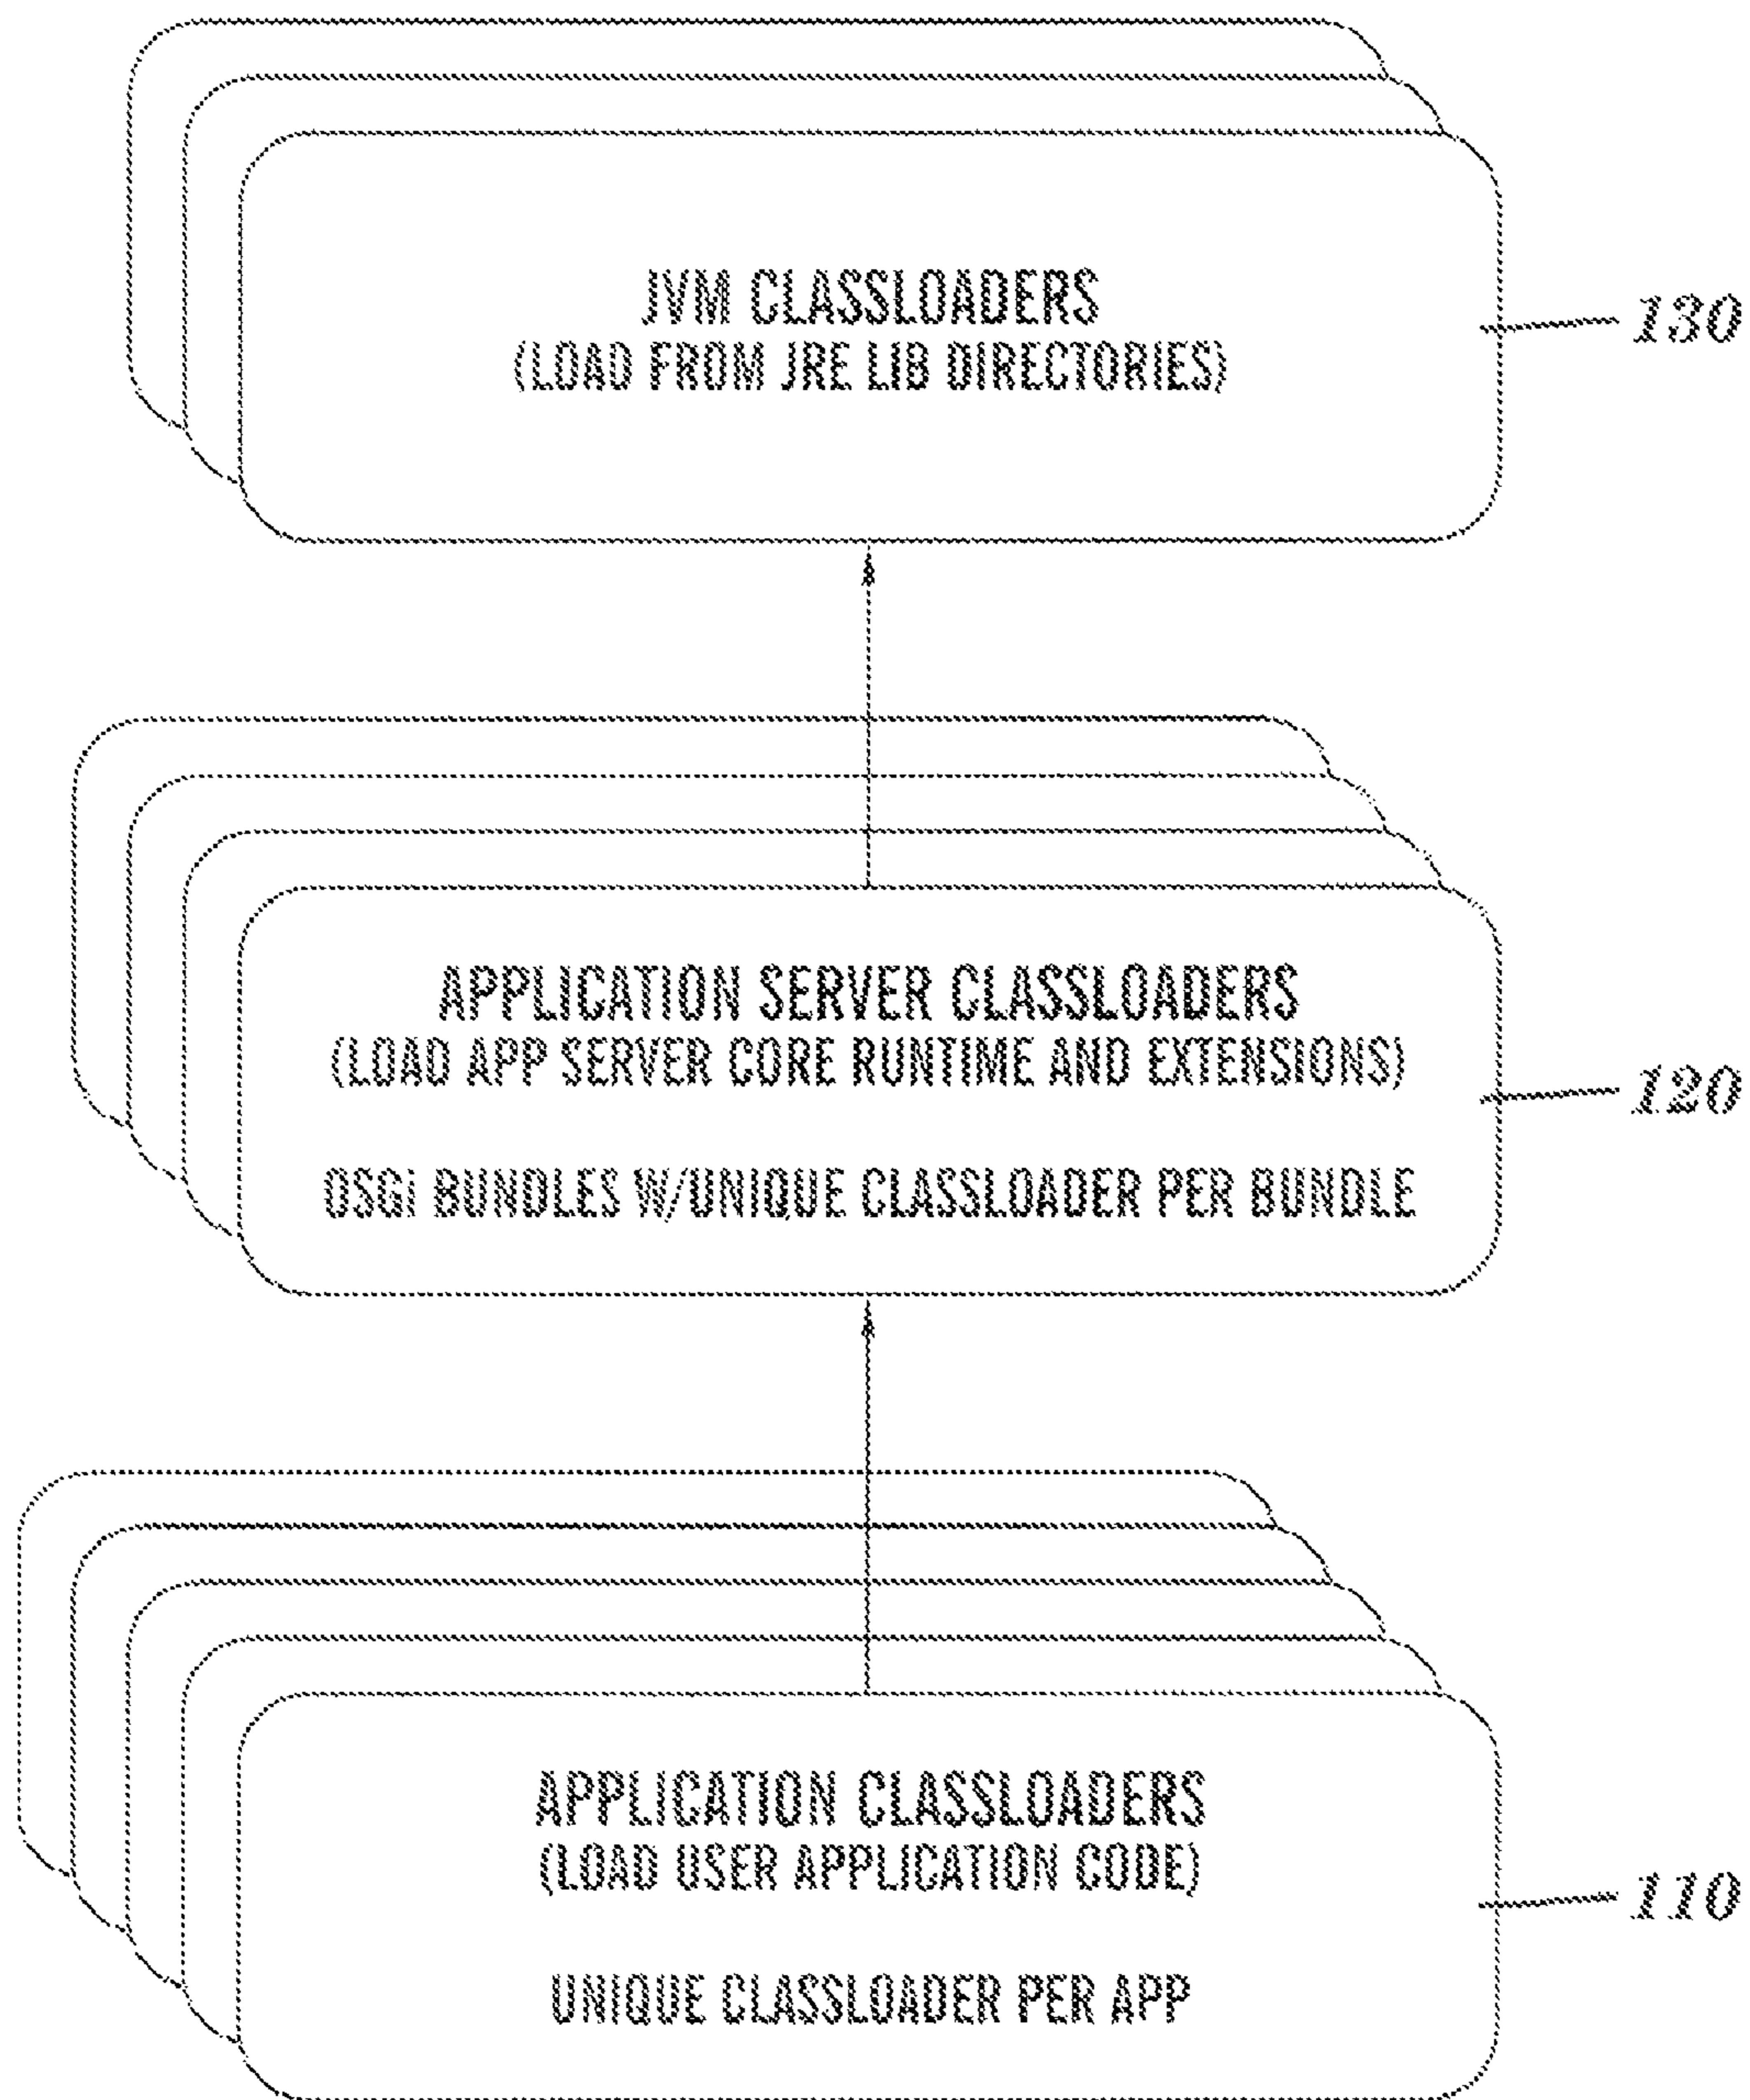 JVM CLASSLOADERS
(LOAD FROM JRE LIB DIRECTORIES)
130
APPLICATION SERVER CLASSLOADERS
(LOAD APP SERVER CORE RUNTIME AND EXTENSIONS)
120
OSGi BUNDLES W/UNIQUE CLASSLOADER PER BUNDLE
APPLICATION CLASSLOADERS
(LOAD USER APPLICATION CODE)
110
UNIQUE CLASSLOADER PER APP